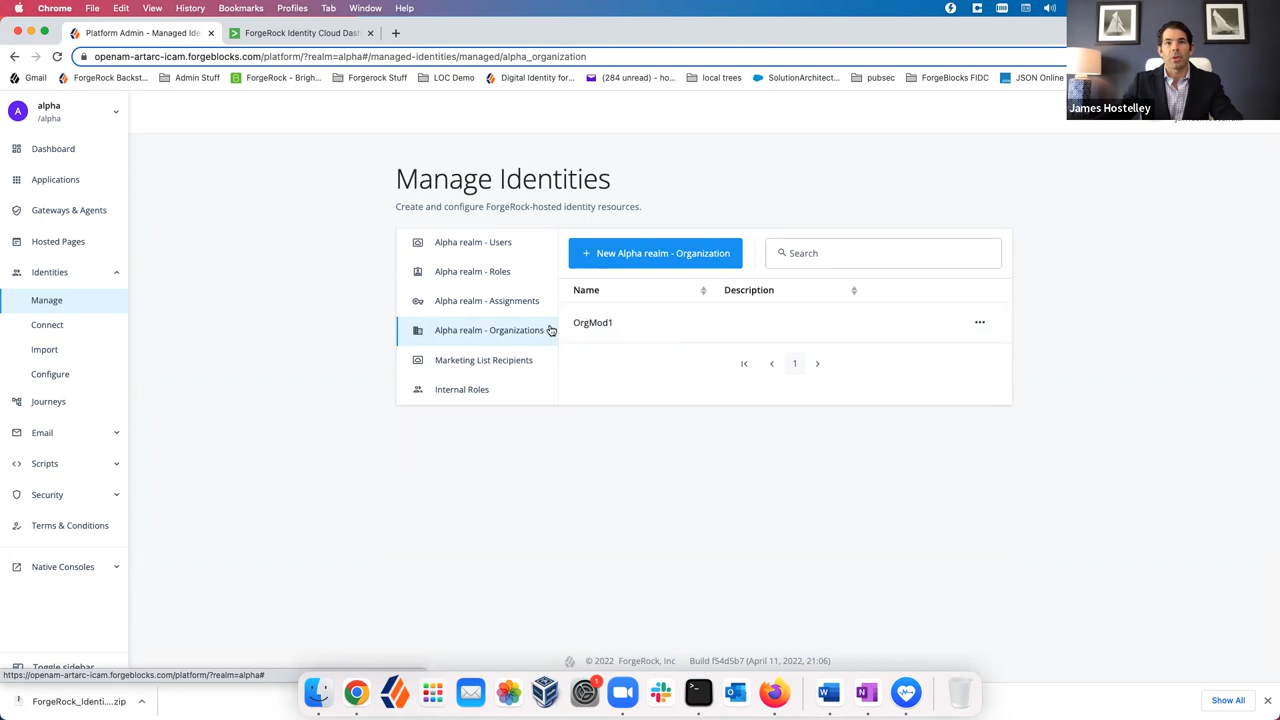 Chrome File Edit View History Bookmarks Profiles Tab Window Help
Platform Admin - Managed Ide
ForgeRock Identity Cloud Dash
openam-artarc-icam.forgeblocks.com/platform/?realm=alpha#/managed-identities/managed/alpha_organization
Gmail ForgeRock Backst... Admin Stuff ForgeRock - Brigh... Forgerock Stuff LOC Demo Digital Identity for... (284 unread) - ho... local trees SolutionArchitect... pubsec ForgeBlocks FIDC JSON Online
James Hostelley
A
alpha
/alpha
Dashboard
Applications
Gateways & Agents
Hosted Pages
Identities
Manage
Connect
Import
Configure
Journeys
Email
Scripts
Security
Terms & Conditions
Native Consoles
Toggle sidebar
Manage Identities
Create and configure ForgeRock-hosted identity resources.
Alpha realm - Users
Alpha realm - Roles
Alpha realm - Assignments
Alpha realm - Organizations
Marketing List Recipients
Internal Roles
+ New Alpha realm - Organization
Search
Name Description
OrgMod1
1
© 2022 ForgeRock, Inc Build f54d5b7 (April 11, 2022, 21:06)
https://openam-artarc-icam.forgeblocks.com/platform/?realm=alpha#
ForgeRock_Identi....zip
1
Show All